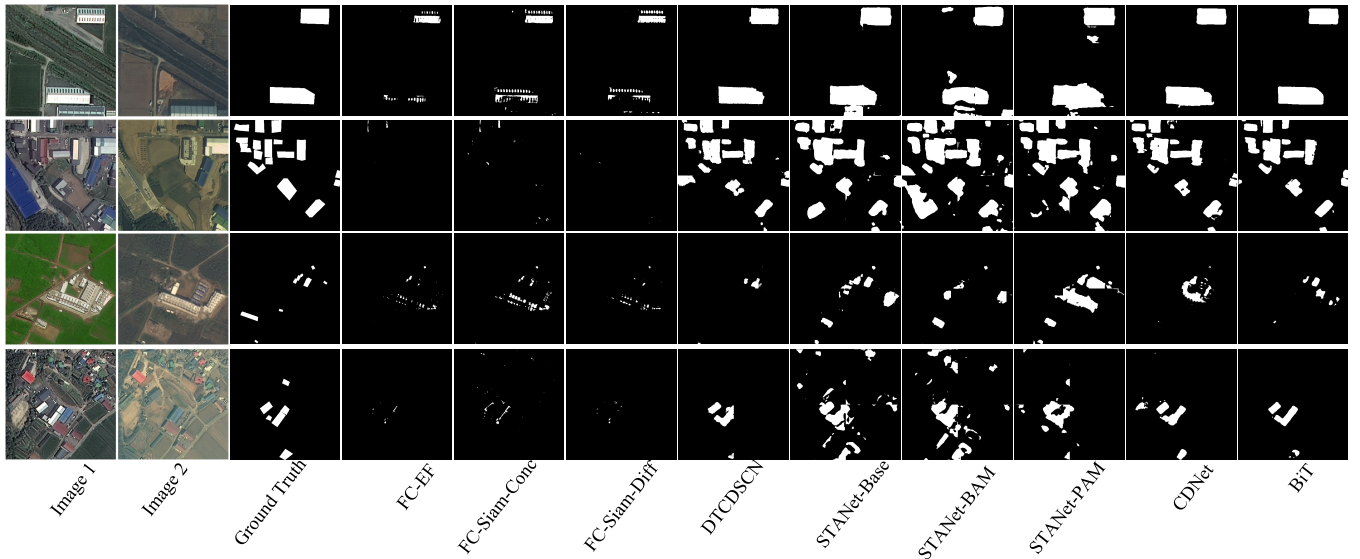 Image 1
Image 2
Ground Truth
FC-EF
FC-Siam-Conc
FC-Siam-Diff
DTCDSCN
STANet-Base
STANet-BAM
STANet-PAM
CDNet
BiT